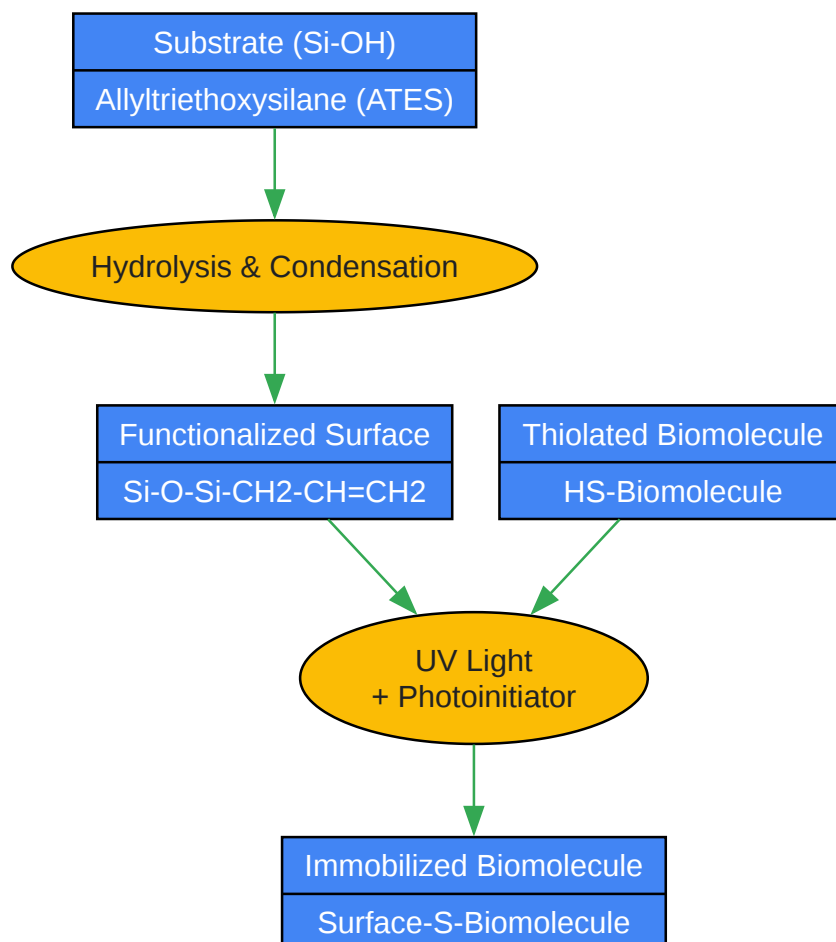 Substrate (Si-OH)
Allyltriethoxysilane (ATES)
Hydrolysis & Condensation
Functionalized Surface
Si-O-Si-CH2-CH=CH2
Thiolated Biomolecule
HS-Biomolecule
UV Light
+ Photoinitiator
Immobilized Biomolecule
Surface-S-Biomolecule